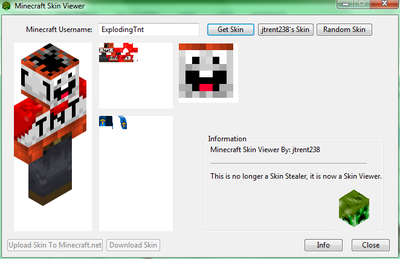 Minecraft Skin Viewer
Minecraft Username: ExplodingTnt Get Skin jtrent238's Skin Random Skin
TNT
Information
Minecraft Skin Viewer By: jtrent238
This is no longer a Skin Stealer, it is now a Skin Viewer.
Upload Skin To Minecraft.net Download Skin Info Close